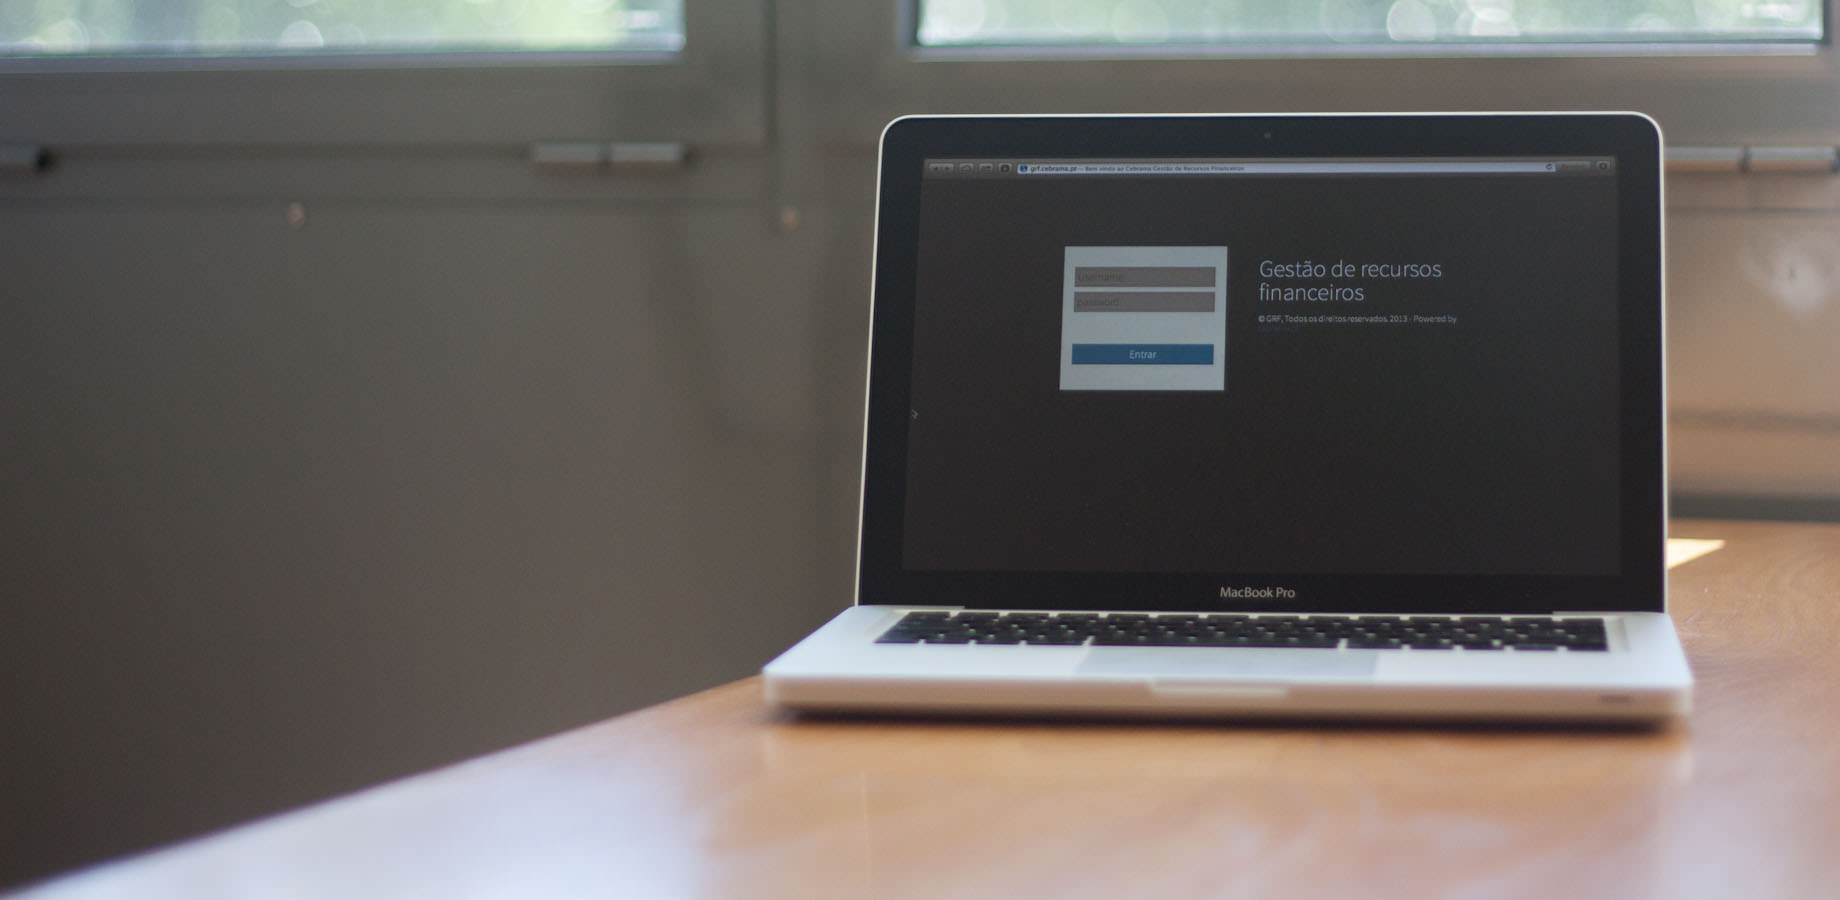 grf.cebrama.pt — Bem vindo ao Cebrama Gestão de Recursos Financeiros
username
password
Entrar
Gestão de recursos
financeiros
© GRF, Todos os direitos reservados. 2013 - Powered by
MacBook Pro